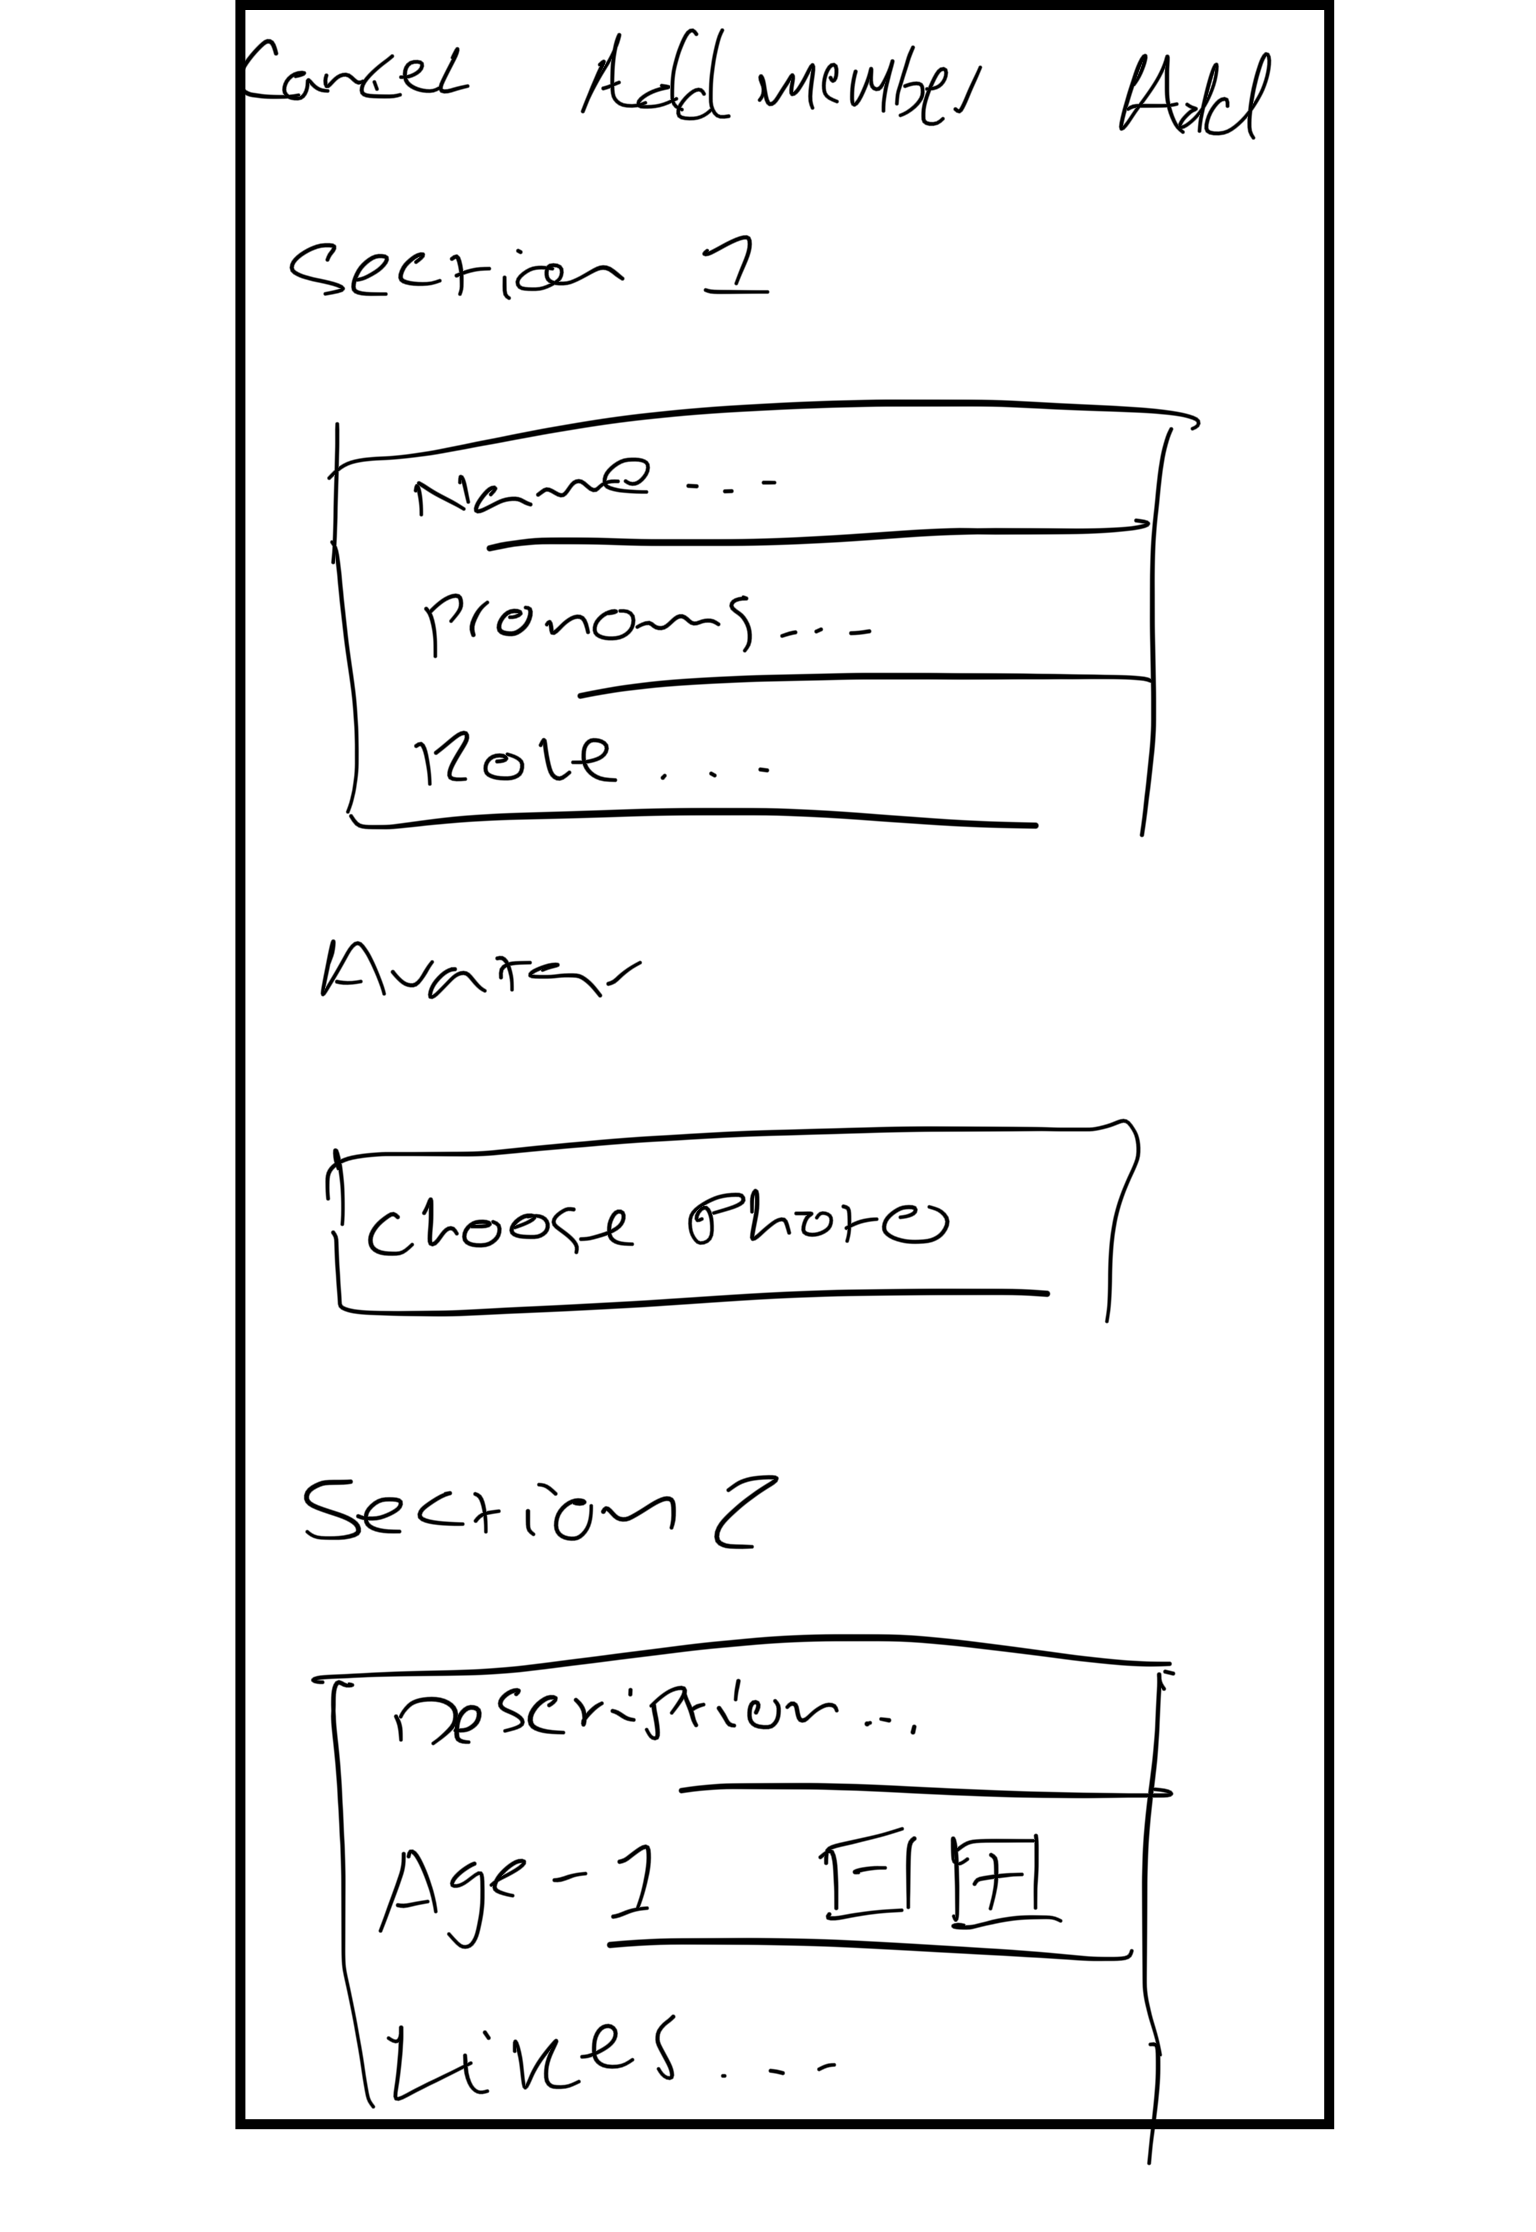 Cancel Add member Add
Section 1
Name...
Pronouns...
Role...
Avatar
Choose Photo
Section 2
Description...
Age - 1 - +
Likes...